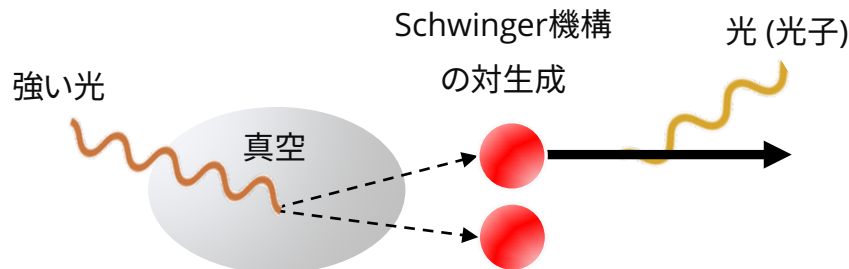 強い光
真空
Schwinger機構
の対生成
光 (光子)